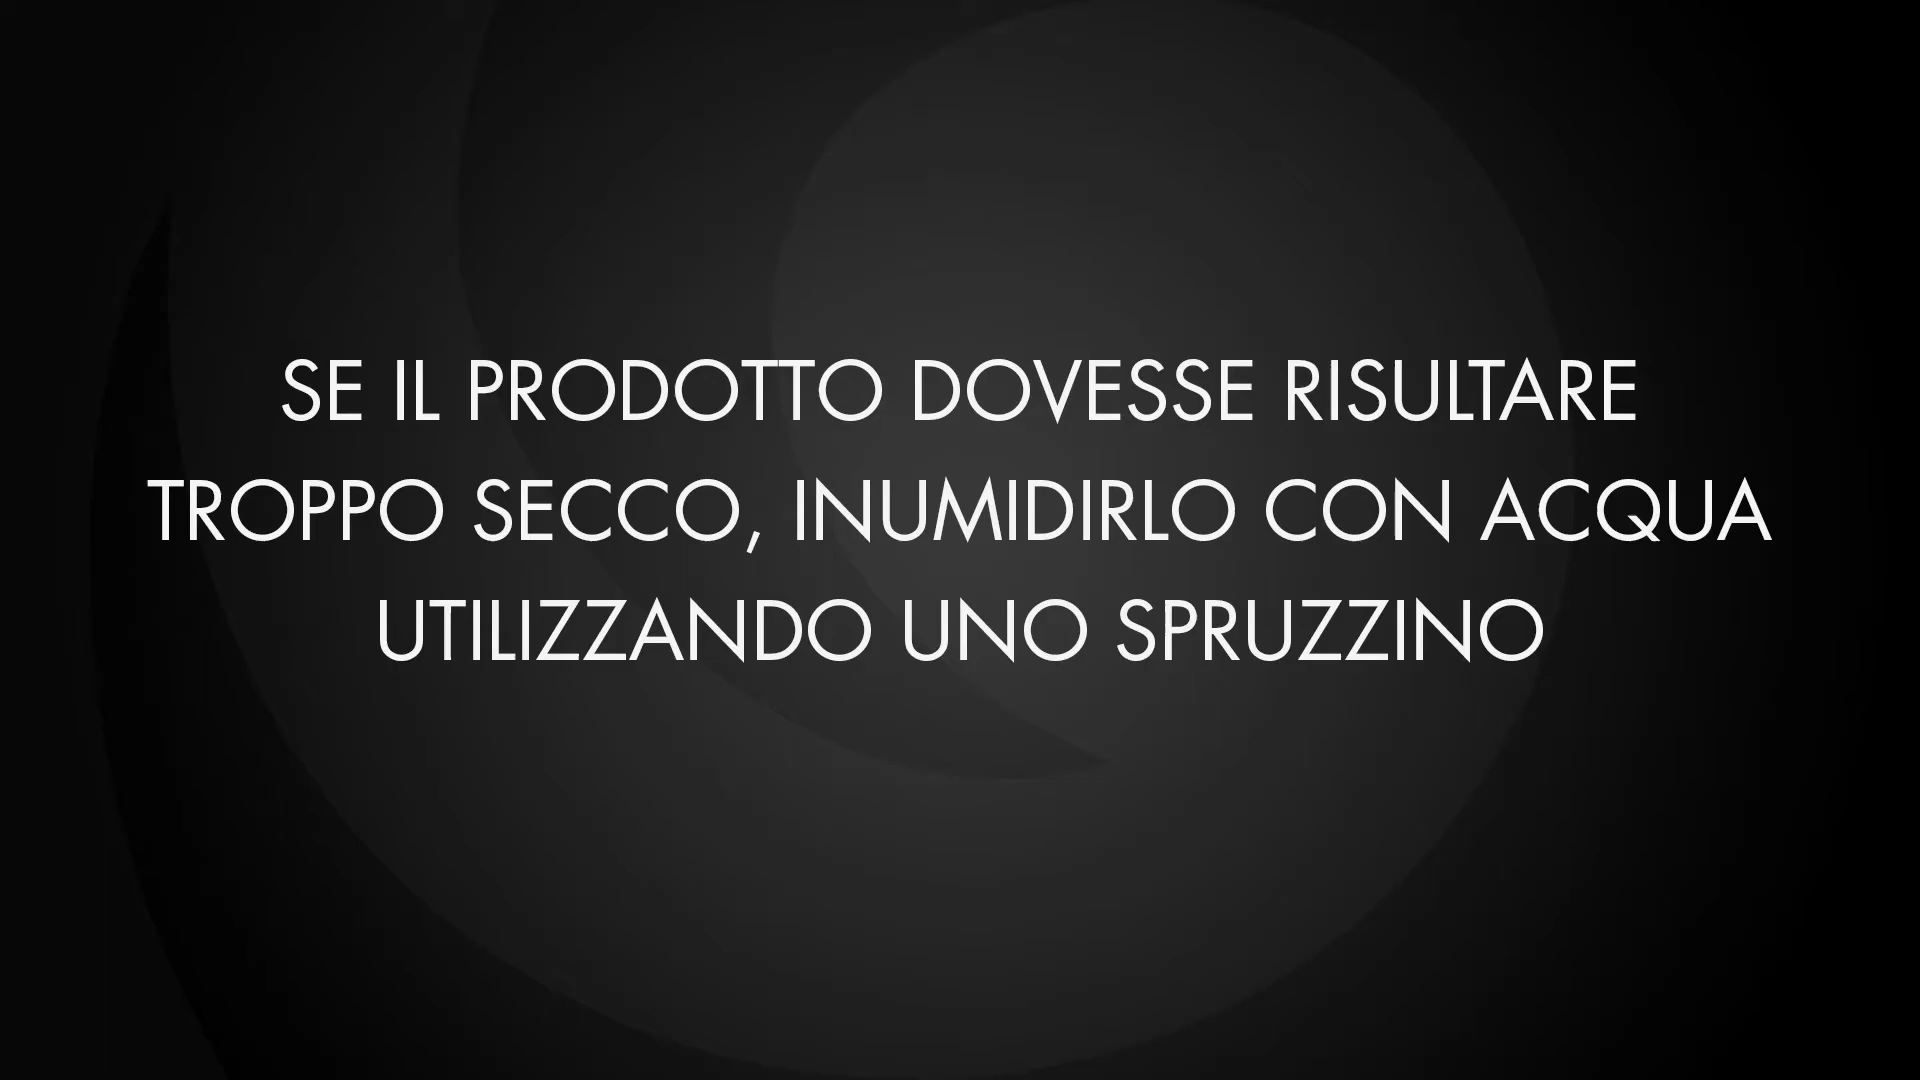 SE IL PRODOTTO DOVESSE RISULTARE
TROPPO SECCO, INUMIDIRLO CON ACQUA
UTILIZZANDO UNO SPRUZZINO